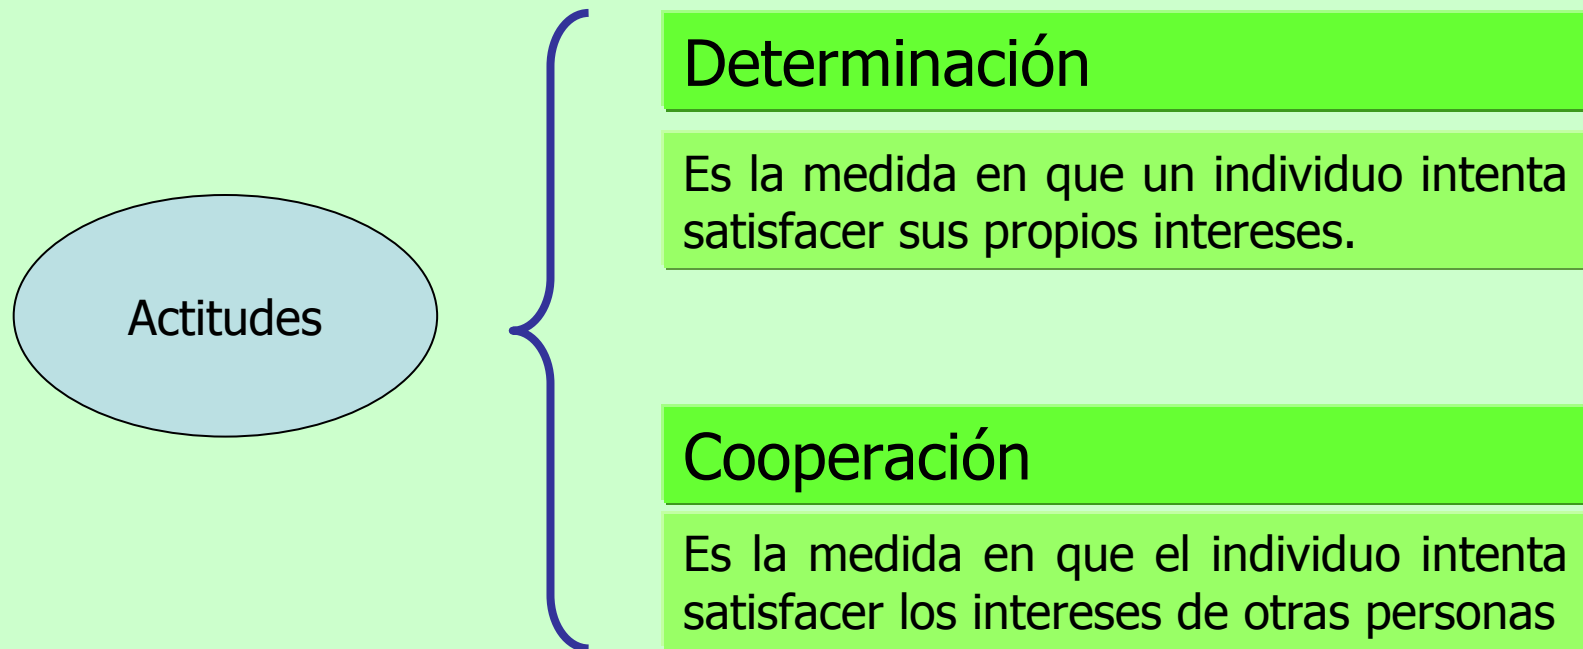 Actitudes
Determinación
Es la medida en que un individuo intenta
satisfacer sus propios intereses.
Cooperación
Es la medida en que el individuo intenta
satisfacer los intereses de otras personas